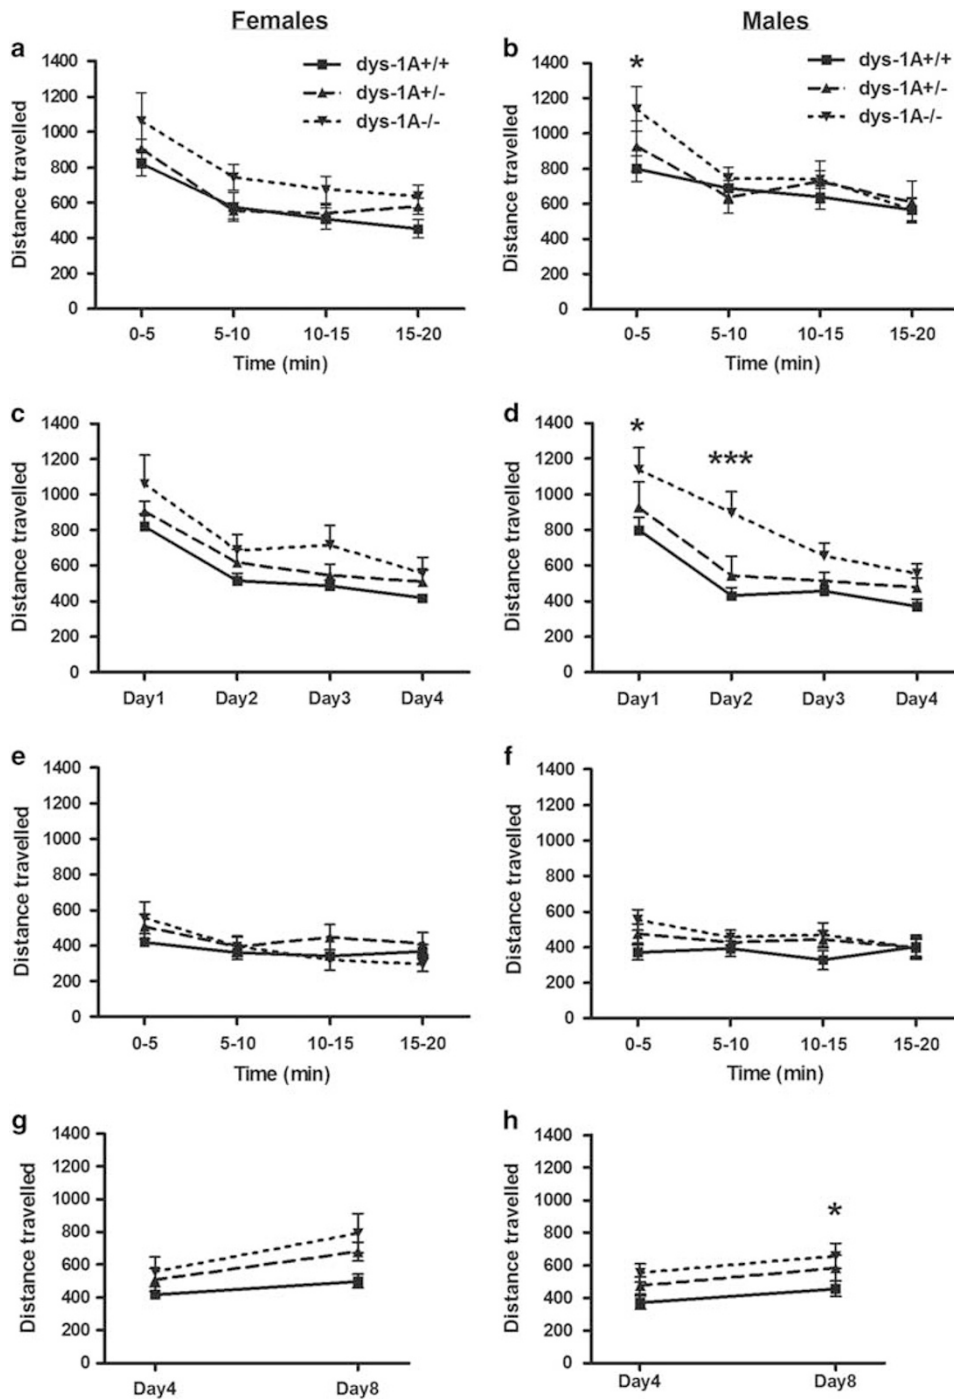 Females
Males
a
1400
1200
1000
800
600
400
200
0
Distance travelled
dys-1A+/+
dys-1A+/-
dys-1A-/-
0-5 5-10 10-15 15-20
Time (min)
b
1400
1200
1000
800
600
400
200
0
Distance travelled
*
dys-1A+/+
dys-1A+/-
dys-1A-/-
0-5 5-10 10-15 15-20
Time (min)
c
1400
1200
1000
800
600
400
200
0
Distance travelled
Day1 Day2 Day3 Day4
d
1400
1200
1000
800
600
400
200
0
Distance travelled
*
***
Day1 Day2 Day3 Day4
e
1400
1200
1000
800
600
400
200
0
Distance travelled
0-5 5-10 10-15 15-20
Time (min)
f
1400
1200
1000
800
600
400
200
0
Distance travelled
0-5 5-10 10-15 15-20
Time (min)
g
1400
1200
1000
800
600
400
200
0
Distance travelled
Day4 Day8
h
1400
1200
1000
800
600
400
200
0
Distance travelled
*
Day4 Day8